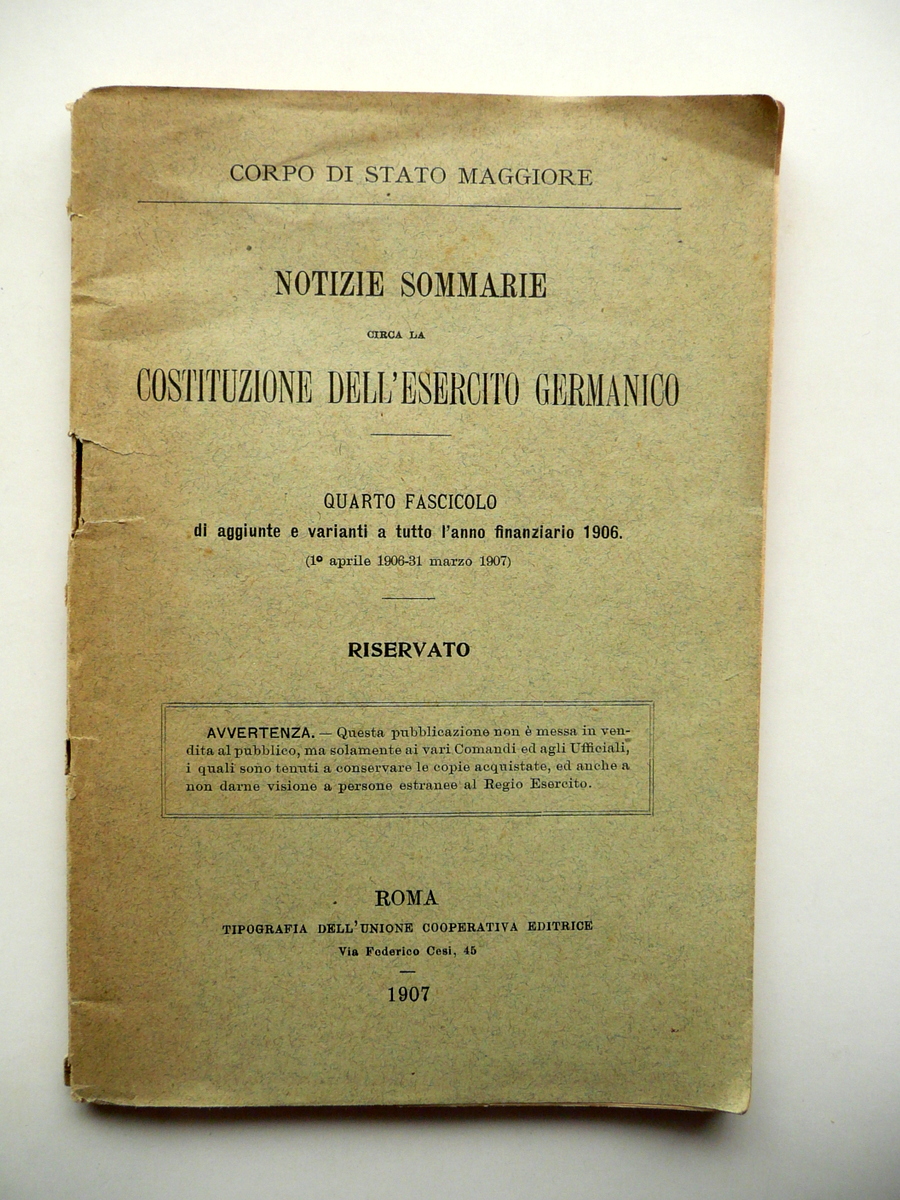 CORPO DI STATO MAGGIORE
NOTIZIE SOMMARIE
CIRCA LA
COSTITUZIONE DELL'ESERCITO GERMANICO
QUARTO FASCICOLO
di aggiunte e varianti a tutto l'anno finanziario 1906.
(1º aprile 1906-31 marzo 1907)
RISERVATO
AVVERTENZA. — Questa pubblicazione non è messa in ven-
dita al pubblico, ma solamente ai vari Comandi ed agli Ufficiali,
i quali sono tenuti a conservare le copie acquistate, ed anche a
non darne visione a persone estranee al Regio Esercito.
ROMA
TIPOGRAFIA DELL'UNIONE COOPERATIVA EDITRICE
Via Federico Cesi, 45
1907